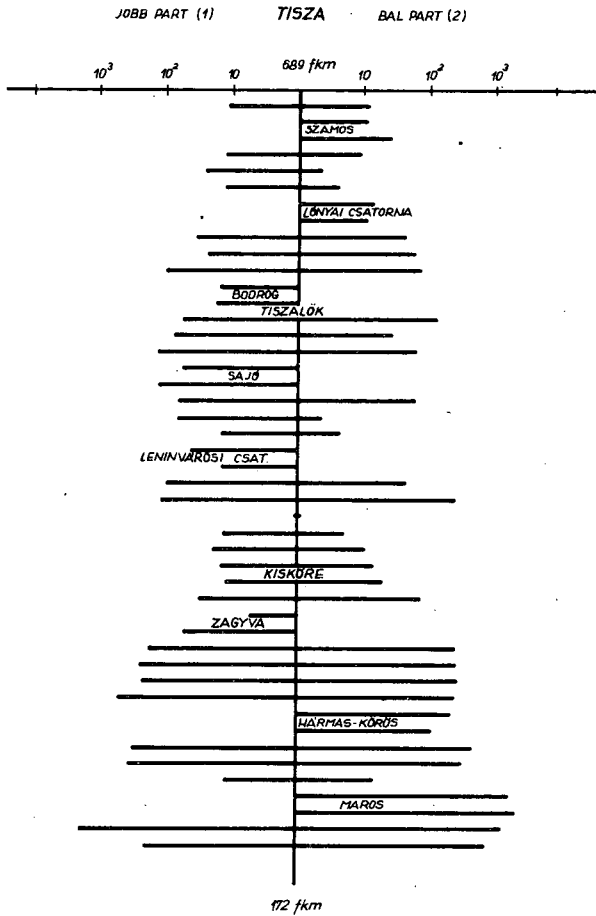 JOBB PART (1) TISZA BAL PART (2)
689 fkm
10³ 10² 10 10 10² 10³
SZAMOS
LÓNYAI CSATORNA
BODROG
TISZALÖK
SAJÓ
LENINVÁROSI CSAT.
KISKÖRE
ZAGYVA
HÁRMAS-KÖRÖS
MAROS
172 fkm